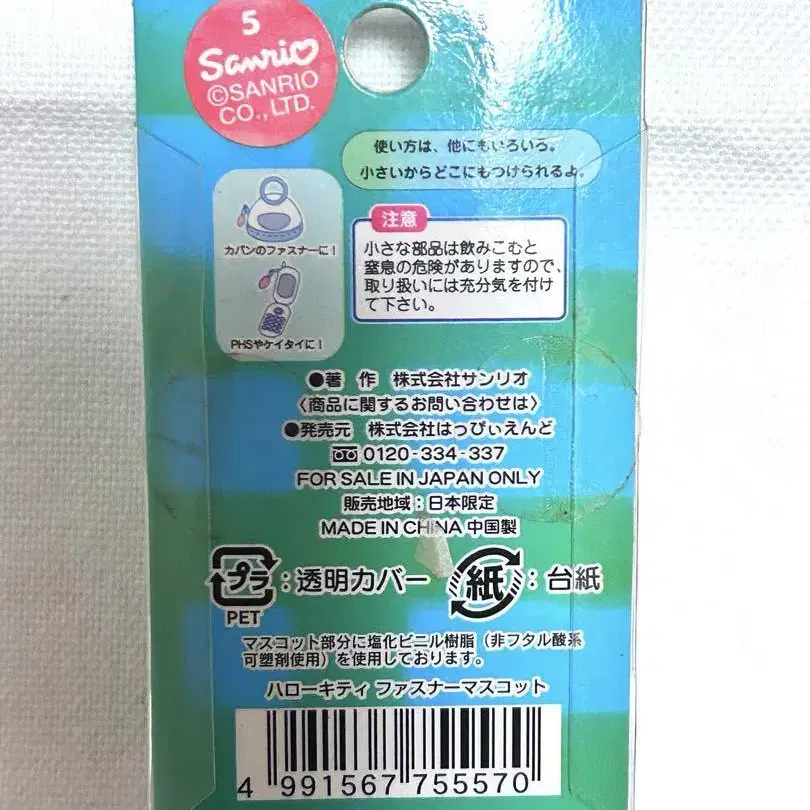 5
Sanrio
©SANRIO
CO., LTD.
使い方は、他にもいろいろ。
小さいからどこにもつけられるよ。
カバンのファスナーに!
PHSやケイタイに!
注意
小さな部品は飲みこむと
窒息の危険がありますので、
取り扱いには充分気を付け
て下さい。
●著 作 株式会社サンリオ
〈商品に関するお問い合わせは〉
●発売元 株式会社はっぴぃえんど
0120-334-337
FOR SALE IN JAPAN ONLY
販売地域:日本限定
MADE IN CHINA 中国製
プラ:透明カバー 紙:台紙
PET
マスコット部分に塩化ビニル樹脂(非フタル酸系
可塑剤使用)を使用しております。
ハローキティ ファスナーマスコット
4 991567 755570